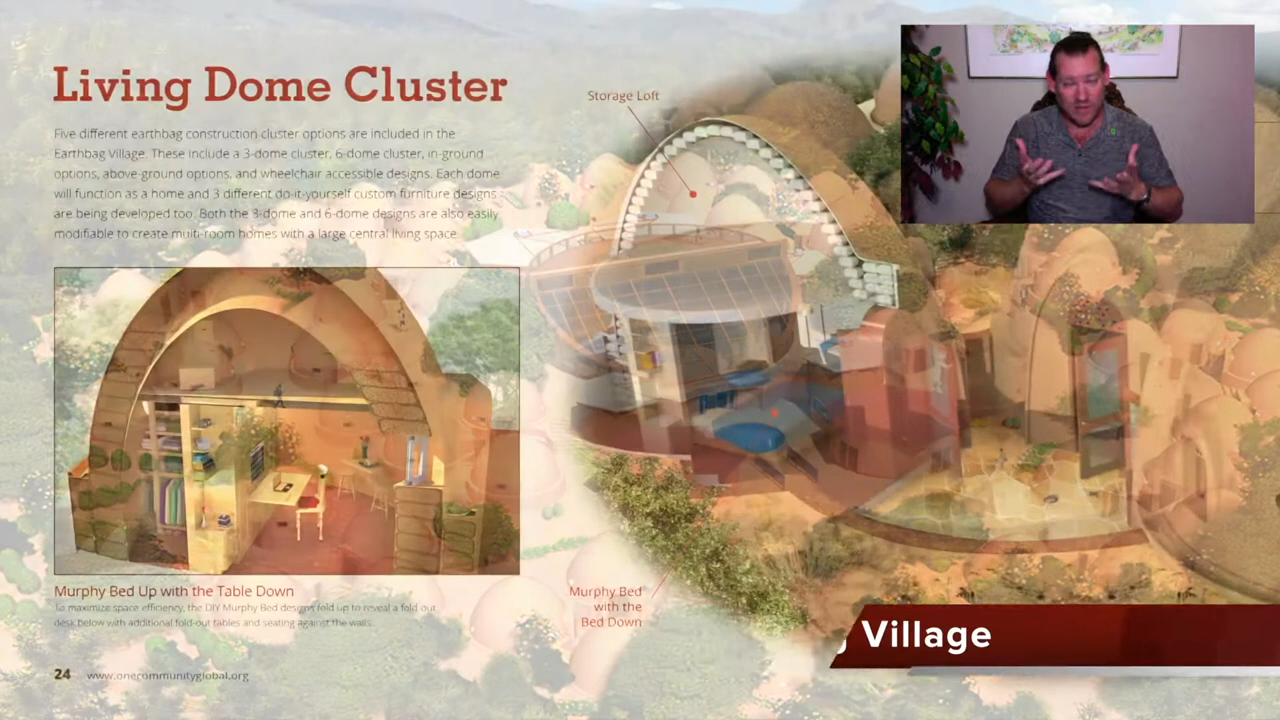 Living Dome Cluster
Five different earthbag construction cluster options are included in the
Earthbag Village. These include a 3-dome cluster, 6-dome cluster, in-ground
options, above-ground options, and wheelchair accessible designs. Each dome
will function as a home and 3 different do-it-yourself custom furniture designs
are being developed too. Both the 3-dome and 6-dome designs are also easily
modifiable to create multi-room homes with a large central living space.
Storage Loft
Murphy Bed Up with the Table Down
To maximize space efficiency, the DIY Murphy Bed designs fold up to reveal a fold out
desk below with additional fold-out tables and seating against the walls.
Murphy Bed
with the
Bed Down
Village
24 www.onecommunityglobal.org